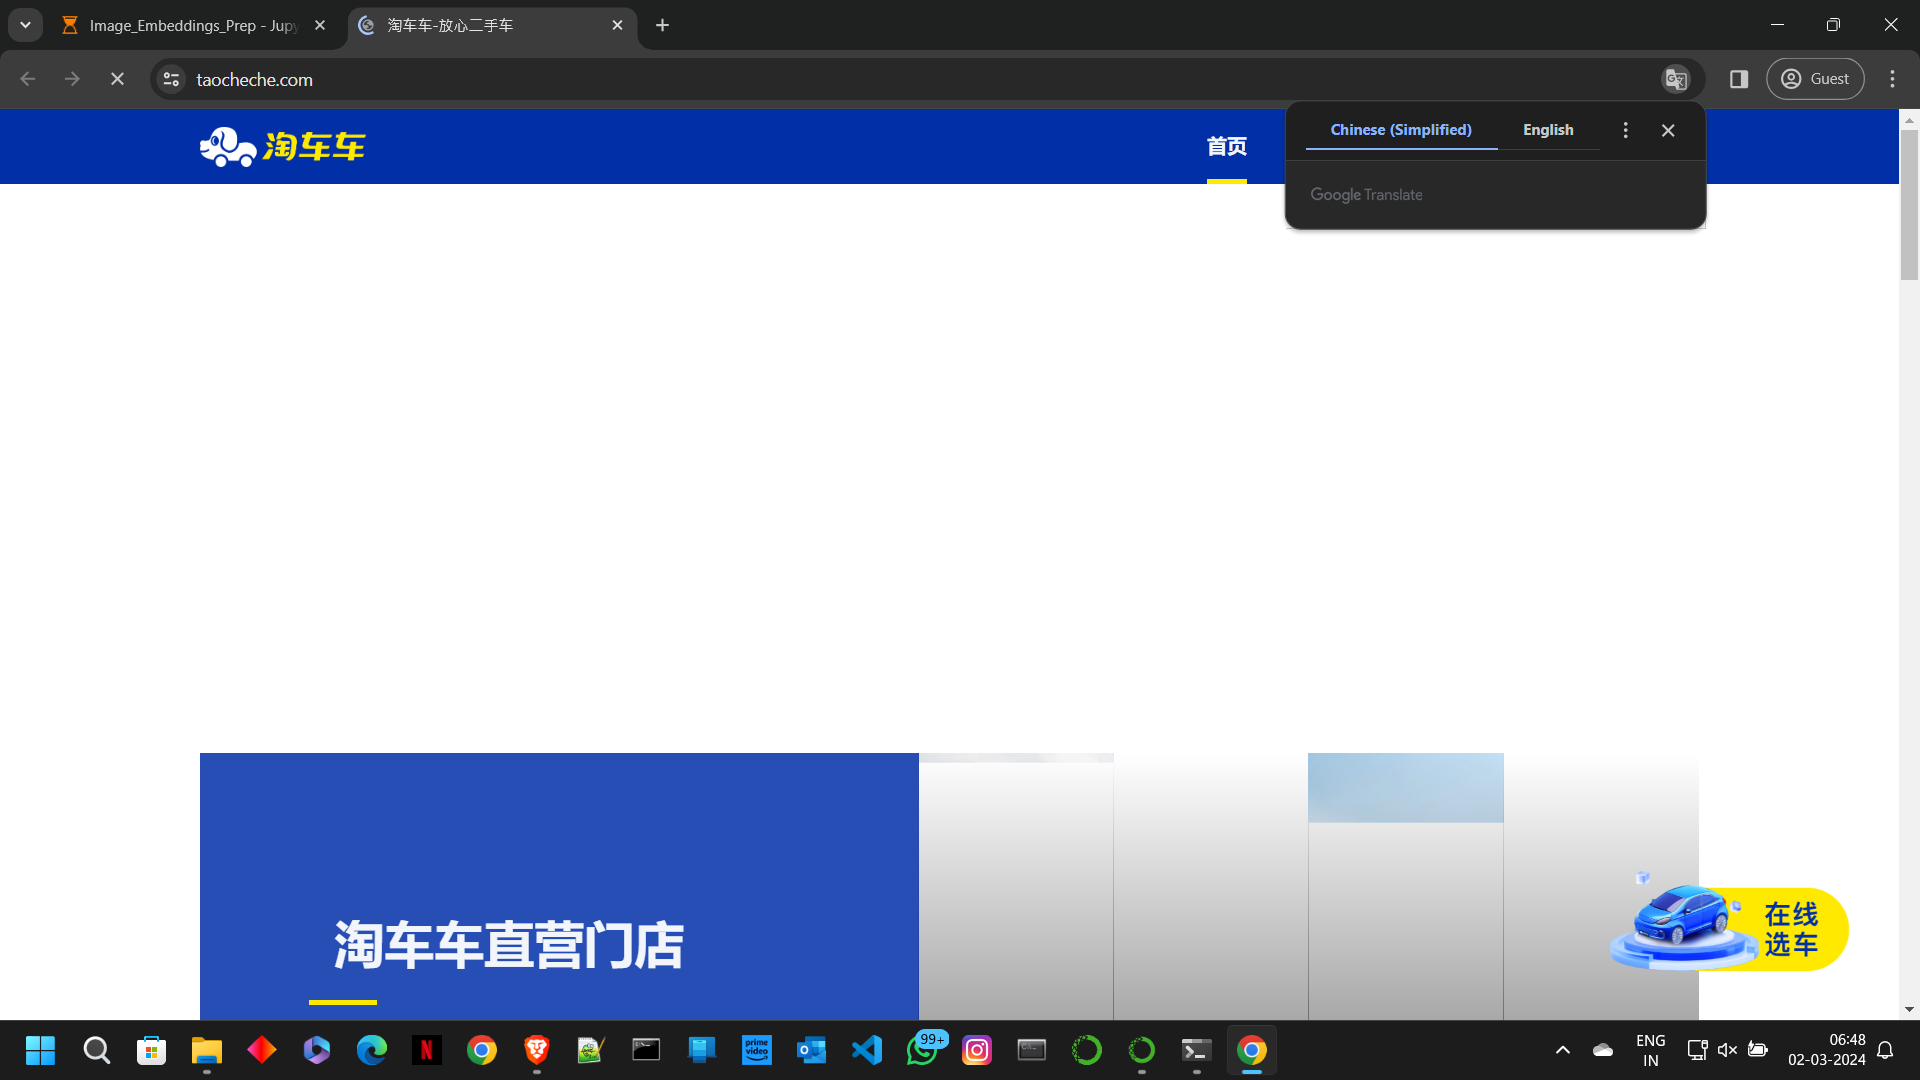 Image_Embeddings_Prep - Jupy
淘车车-放心二手车
taocheche.com
Guest
淘车车
首页
Chinese (Simplified)
English
Google Translate
淘车车直营门店
在线
选车
N
prime
video
99+
ENG
IN
06:48
02-03-2024